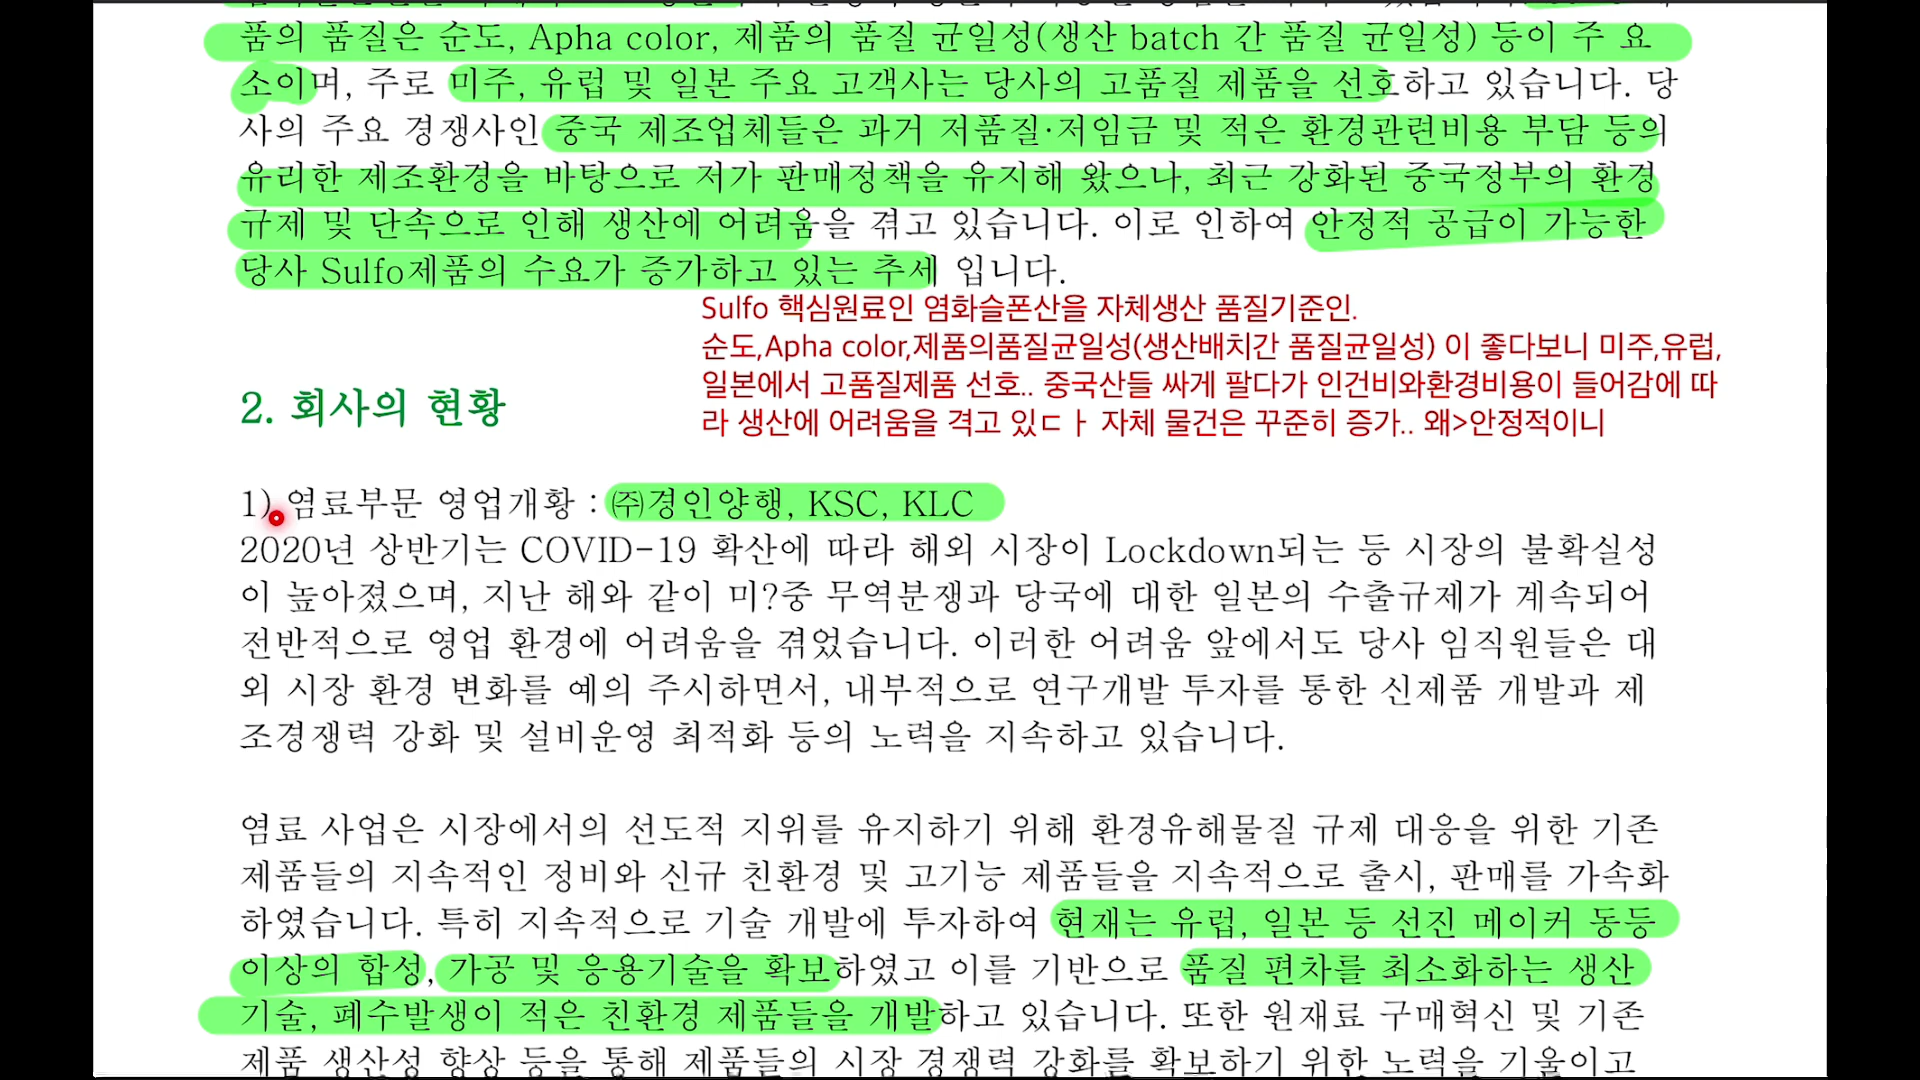 품의 품질은 순도, Apha color, 제품의 품질 균일성(생산 batch 간 품질 균일성) 등이 주 요
소이며, 주로 미주, 유럽 및 일본 주요 고객사는 당사의 고품질 제품을 선호하고 있습니다. 당
사의 주요 경쟁사인 중국 제조업체들은 과거 저품질·저임금 및 적은 환경관련비용 부담 등의
유리한 제조환경을 바탕으로 저가 판매정책을 유지해 왔으나, 최근 강화된 중국정부의 환경
규제 및 단속으로 인해 생산에 어려움을 겪고 있습니다. 이로 인하여 안정적 공급이 가능한
당사 Sulfo제품의 수요가 증가하고 있는 추세 입니다.
Sulfo 핵심원료인 염화슬폰산을 자체생산 품질기준인.
순도,Apha color,제품의품질균일성(생산배치간 품질균일성) 이 좋다보니 미주,유럽,
일본에서 고품질제품 선호.. 중국산들 싸게 팔다가 인건비와환경비용이 들어감에 따
라 생산에 어려움을 격고 있ㄷㅏ 자체 물건은 꾸준히 증가.. 왜>안정적이니
2. 회사의 현황
1) 염료부문 영업개황 : ㈜경인양행, KSC, KLC
2020년 상반기는 COVID-19 확산에 따라 해외 시장이 Lockdown되는 등 시장의 불확실성
이 높아졌으며, 지난 해와 같이 미?중 무역분쟁과 당국에 대한 일본의 수출규제가 계속되어
전반적으로 영업 환경에 어려움을 겪었습니다. 이러한 어려움 앞에서도 당사 임직원들은 대
외 시장 환경 변화를 예의 주시하면서, 내부적으로 연구개발 투자를 통한 신제품 개발과 제
조경쟁력 강화 및 설비운영 최적화 등의 노력을 지속하고 있습니다.
염료 사업은 시장에서의 선도적 지위를 유지하기 위해 환경유해물질 규제 대응을 위한 기존
제품들의 지속적인 정비와 신규 친환경 및 고기능 제품들을 지속적으로 출시, 판매를 가속화
하였습니다. 특히 지속적으로 기술 개발에 투자하여 현재는 유럽, 일본 등 선진 메이커 동등
이상의 합성, 가공 및 응용기술을 확보하였고 이를 기반으로 품질 편차를 최소화하는 생산
기술, 폐수발생이 적은 친환경 제품들을 개발하고 있습니다. 또한 원재료 구매혁신 및 기존
제품 생산성 향상 등을 통해 제품들의 시장 경쟁력 강화를 확보하기 위한 노력을 기울이고